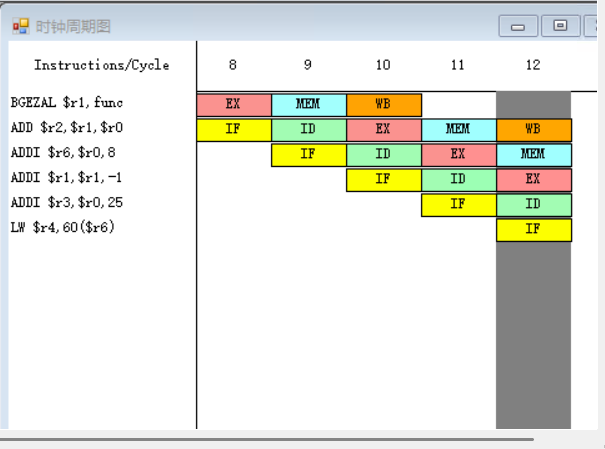 时钟周期图
Instructions/Cycle 8 9 10 11 12
BGEZAL $r1,func EX MEM WB
ADD $r2,$r1,$r0 IF ID EX MEM WB
ADDI $r6,$r0,8 IF ID EX MEM
ADDI $r1,$r1,-1 IF ID EX
ADDI $r3,$r0,25 IF ID
LW $r4,60($r6) IF